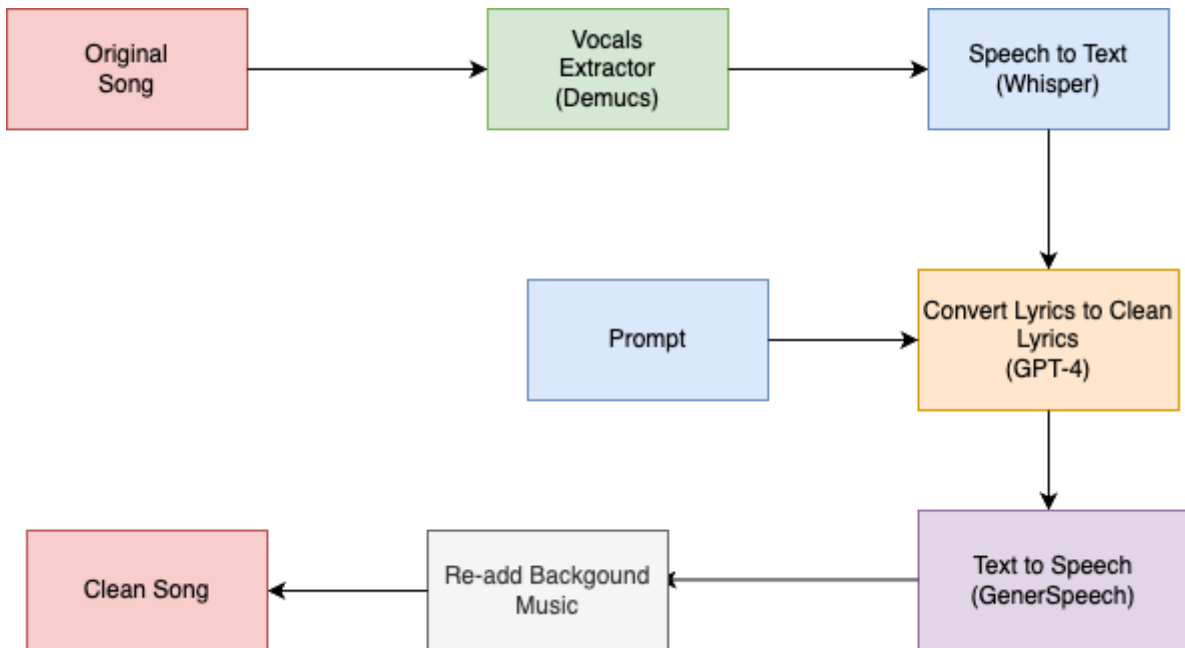 Original
Song
Vocals
Extractor
(Demucs)
Speech to Text
(Whisper)
Prompt
Convert Lyrics to Clean
Lyrics
(GPT-4)
Clean Song
Re-add Backgound
Music
Text to Speech
(GenerSpeech)